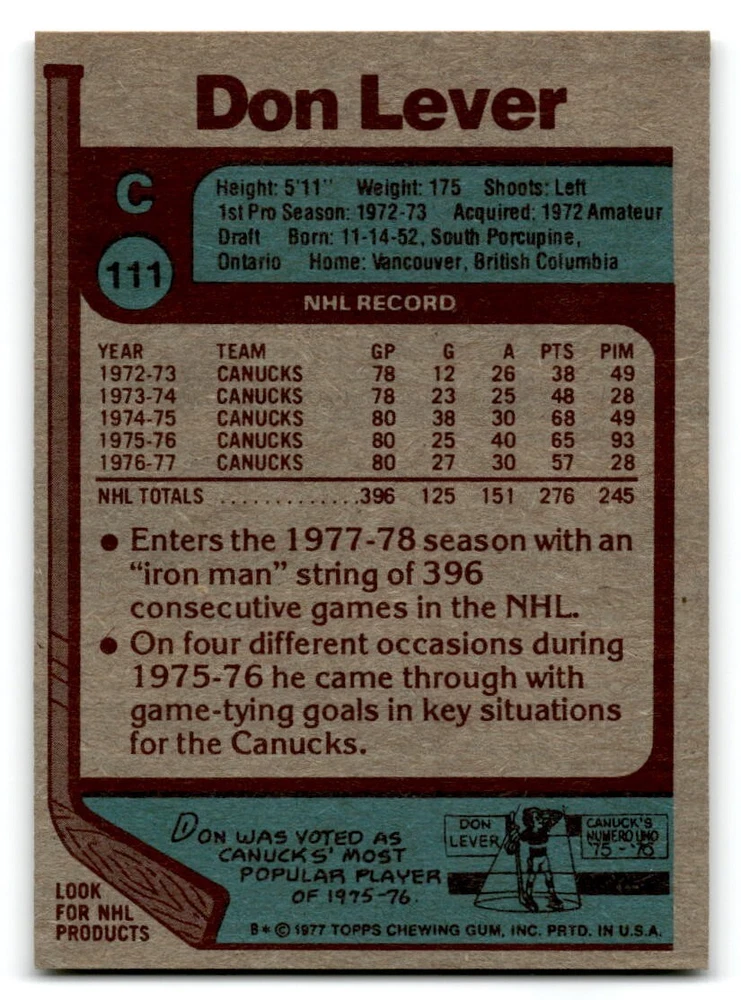 Don Lever
C
111
Height: 5'11" Weight: 175 Shoots: Left
1st Pro Season: 1972-73 Acquired: 1972 Amateur
Draft Born: 11-14-52, South Porcupine,
Ontario Home: Vancouver, British Columbia
NHL RECORD
YEAR TEAM GP G A PTS PIM
1972-73 CANUCKS 78 12 26 38 49
1973-74 CANUCKS 78 23 25 48 28
1974-75 CANUCKS 80 38 30 68 49
1975-76 CANUCKS 80 25 40 65 93
1976-77 CANUCKS 80 27 30 57 28
NHL TOTALS .............396 125 151 276 245
● Enters the 1977-78 season with an
“iron man” string of 396
consecutive games in the NHL.
● On four different occasions during
1975-76 he came through with
game-tying goals in key situations
for the Canucks.
DON WAS VOTED AS
CANUCKS' MOST
POPULAR PLAYER
OF 1975-76.
DON
LEVER
CANUCK'S
NUMERO UNO
'75-'76
LOOK
FOR NHL
PRODUCTS
B* © 1977 TOPPS CHEWING GUM, INC. PRTD. IN U.S.A.